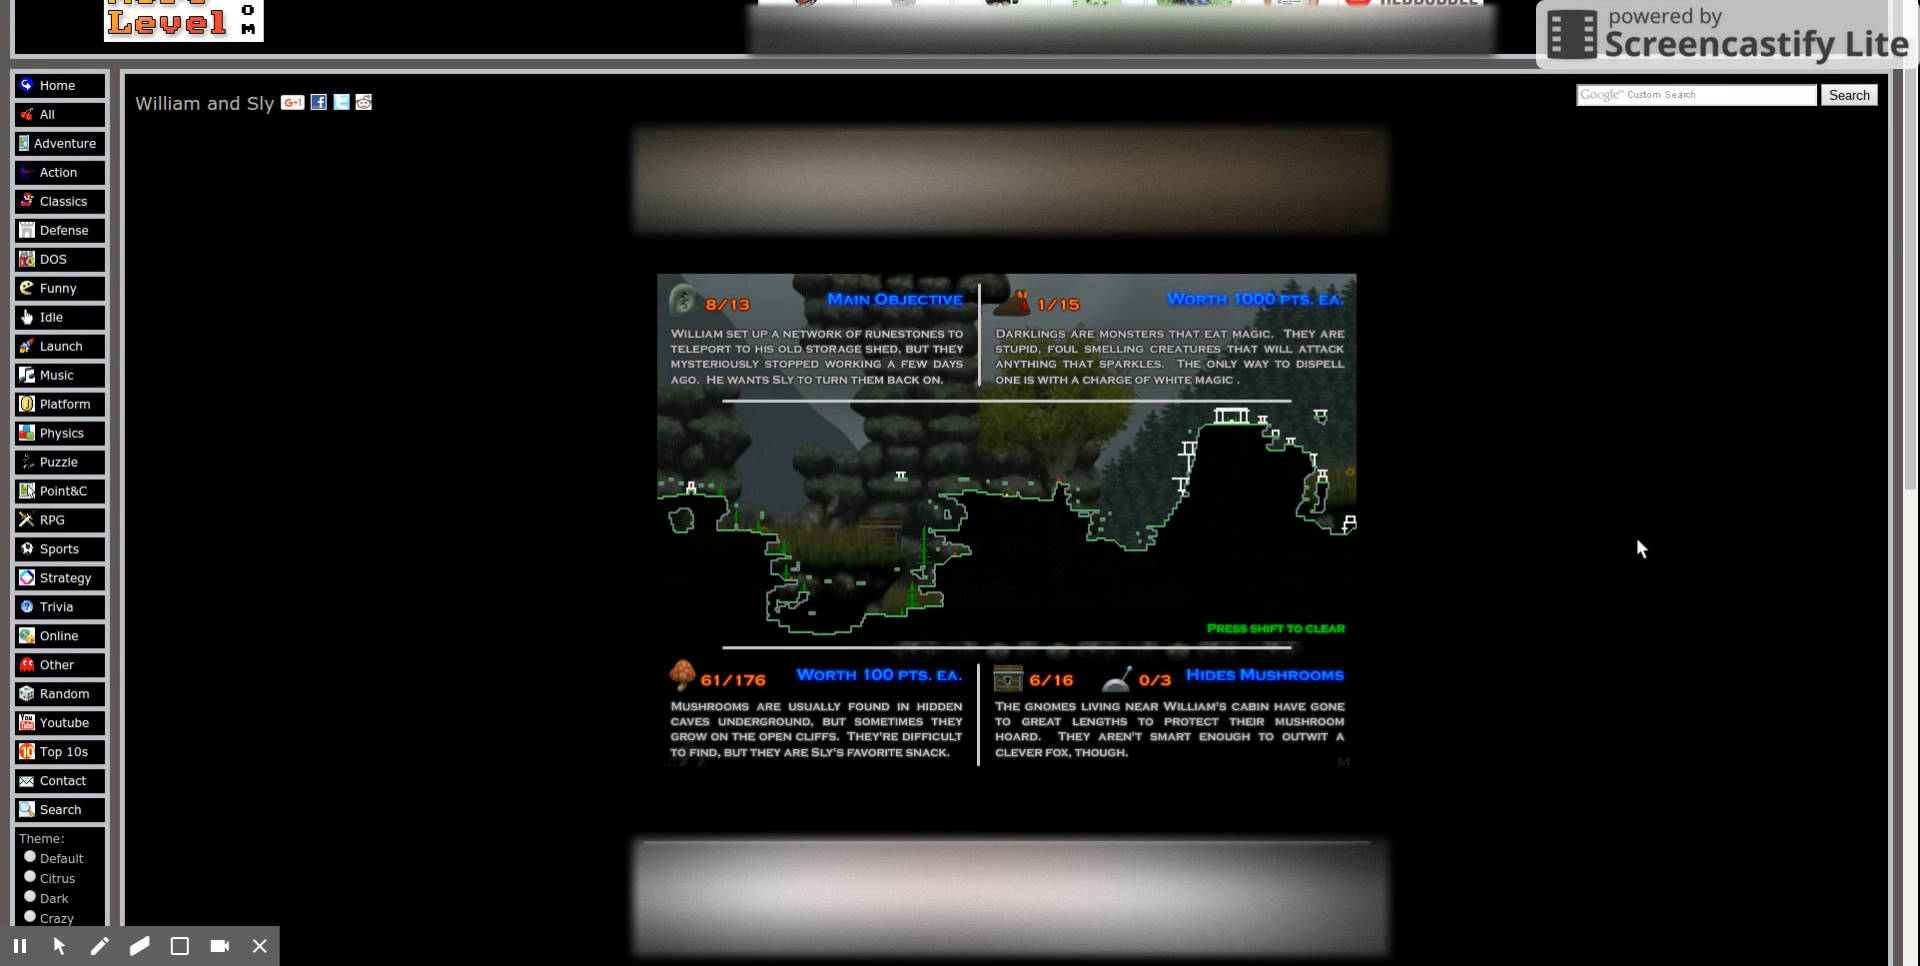 Level
O
M
powered by
Screencastify Lite
William and Sly G+1
Google™ Custom Search
Search
Home
All
Adventure
Action
Classics
Defense
DOS
Funny
Idle
Launch
Music
Platform
Physics
Puzzle
Point&C
RPG
Sports
Strategy
Trivia
Online
Other
Random
Youtube
Top 10s
Contact
Search
Theme:
Default
Citrus
Dark
Crazy
8/13 Main Objective
William set up a network of runestones to
teleport to his old storage shed, but they
mysteriously stopped working a few days
ago. He wants Sly to turn them back on.
1/15 Worth 1000 pts. ea.
Darklings are monsters that eat magic. They are
stupid, foul smelling creatures that will attack
anything that sparkles. The only way to dispell
one is with a charge of white magic .
Press shift to clear
61/176 Worth 100 pts. ea.
Mushrooms are usually found in hidden
caves underground, but sometimes they
grow on the open cliffs. They're difficult
to find, but they are Sly's favorite snack.
6/16 0/3 Hides Mushrooms
The gnomes living near William's cabin have gone
to great lengths to protect their mushroom
hoard. They aren't smart enough to outwit a
clever fox, though.
M